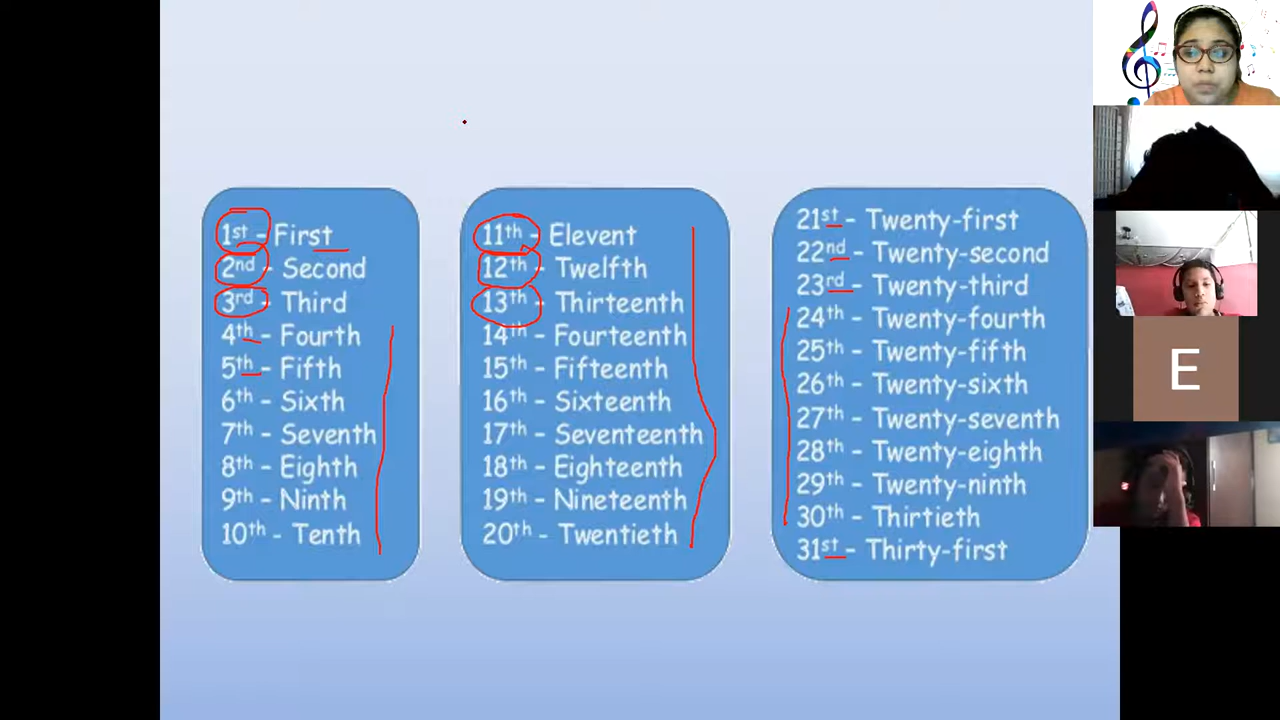 1st - First
2nd - Second
3rd - Third
4th - Fourth
5th - Fifth
6th - Sixth
7th - Seventh
8th - Eighth
9th - Ninth
10th - Tenth
11th - Elevent
12th - Twelfth
13th - Thirteenth
14th - Fourteenth
15th - Fifteenth
16th - Sixteenth
17th - Seventeenth
18th - Eighteenth
19th - Nineteenth
20th - Twentieth
21st - Twenty-first
22nd - Twenty-second
23rd - Twenty-third
24th - Twenty-fourth
25th - Twenty-fifth
26th - Twenty-sixth
27th - Twenty-seventh
28th - Twenty-eighth
29th - Twenty-ninth
30th - Thirtieth
31st - Thirty-first
E